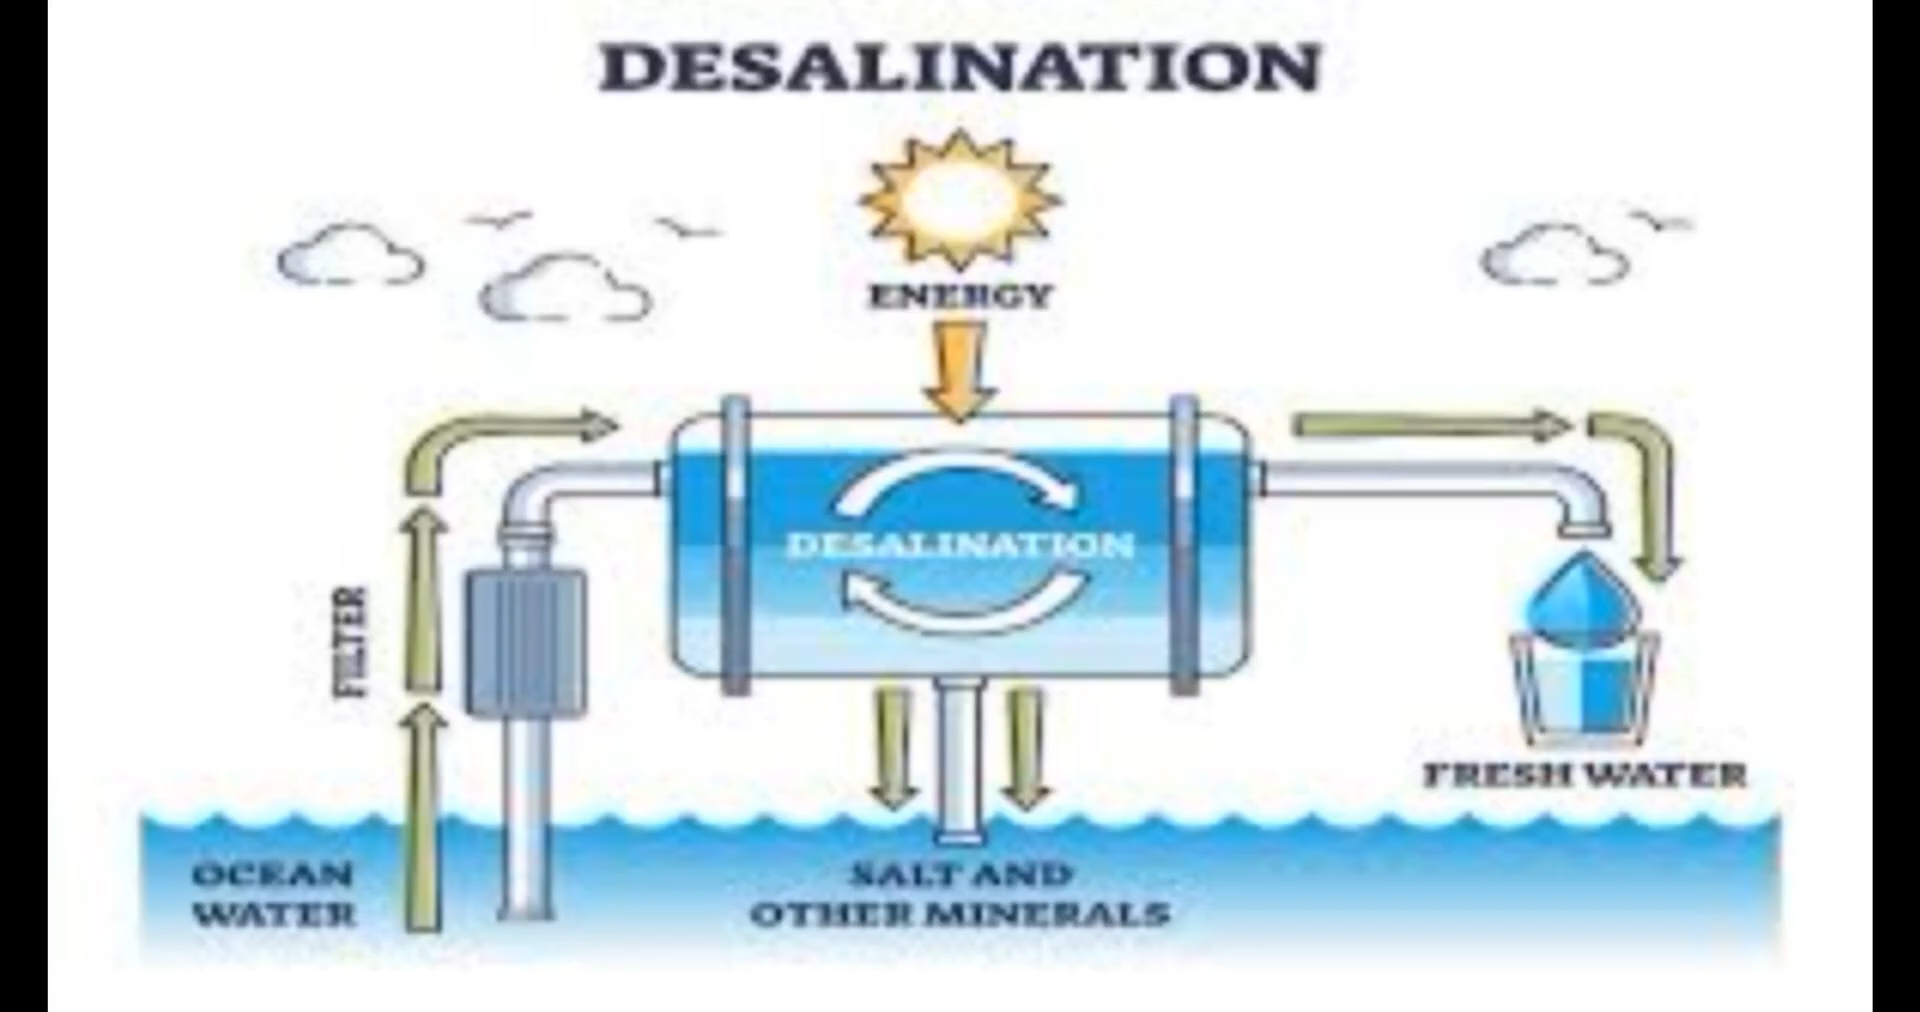 DESALINATION
ENERGY
DESALINATION
FILTER
FRESH WATER
OCEAN
WATER
SALT AND
OTHER MINERALS